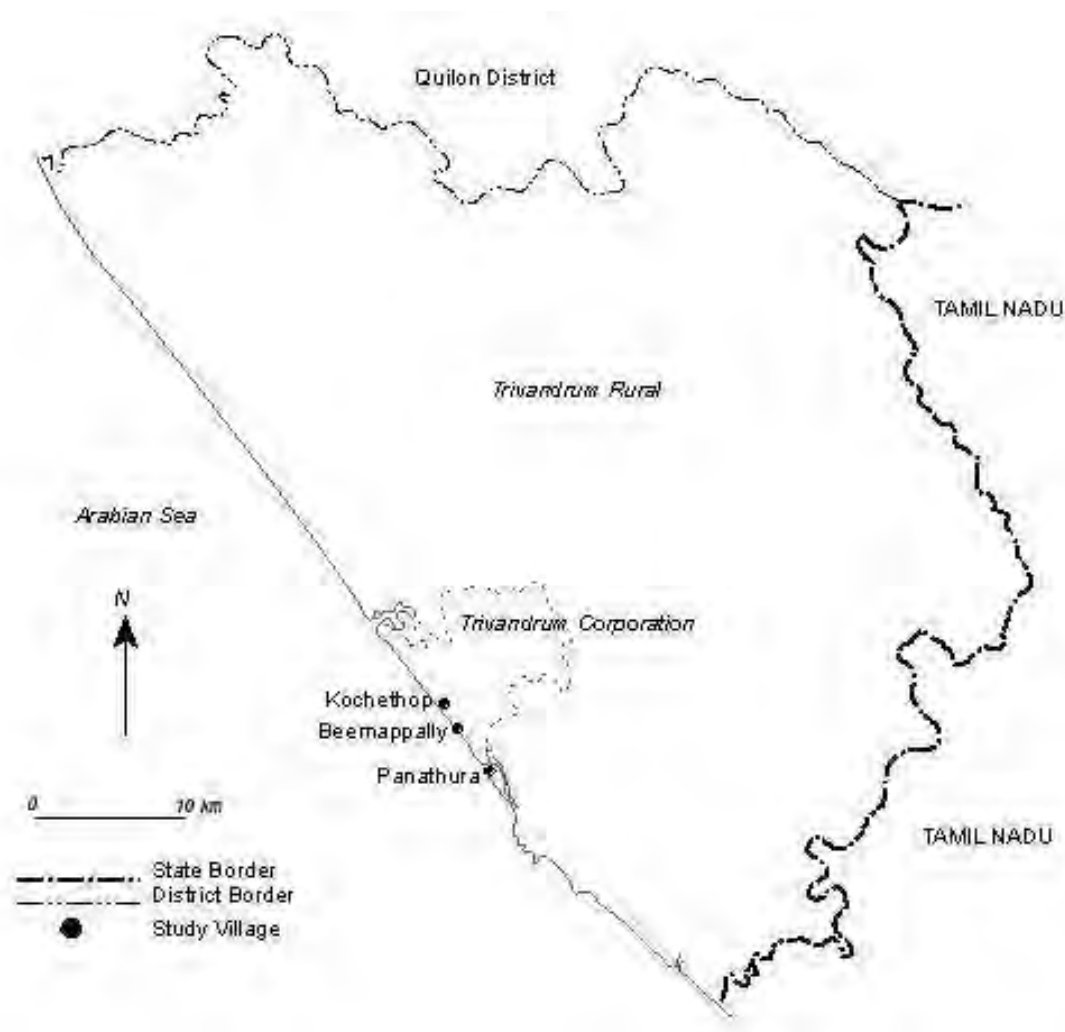 Quilon District
TAMIL NADU
Trivandrum Rural
Arabian Sea
N
Trivandrum Corporation
Kochethop
Beemappally
Panathura
0 10 km
TAMIL NADU
State Border
District Border
Study Village